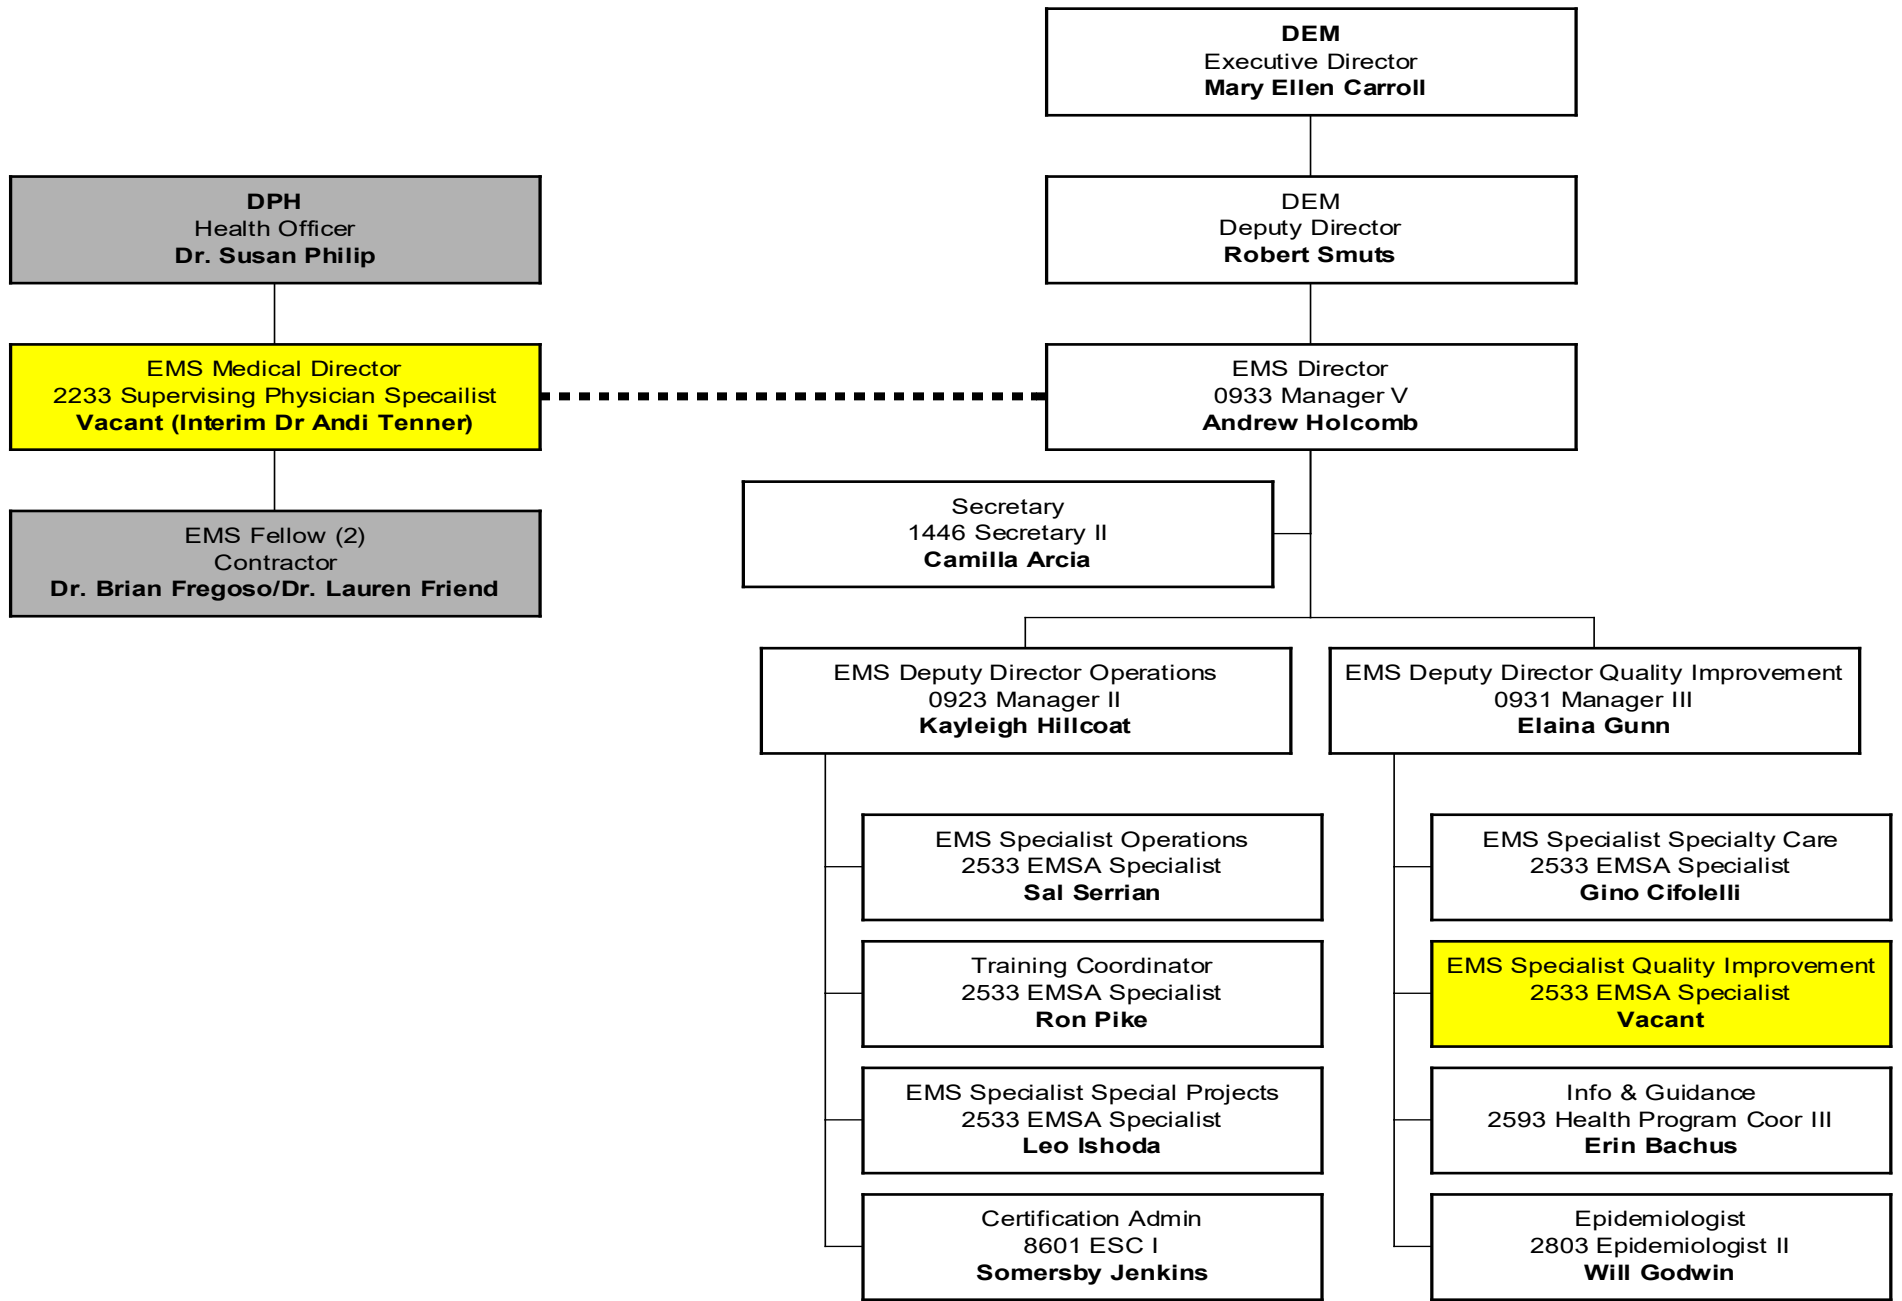 DEM
Executive Director
Mary Ellen Carroll
DPH
Health Officer
Dr. Susan Philip
DEM
Deputy Director
Robert Smuts
EMS Medical Director
2233 Supervising Physician Specailist
Vacant (Interim Dr Andi Tenner)
EMS Director
0933 Manager V
Andrew Holcomb
Secretary
1446 Secretary II
Camilla Arcia
EMS Fellow (2)
Contractor
Dr. Brian Fregoso/Dr. Lauren Friend
EMS Deputy Director Operations
0923 Manager II
Kayleigh Hillcoat
EMS Deputy Director Quality Improvement
0931 Manager III
Elaina Gunn
EMS Specialist Operations
2533 EMSA Specialist
Sal Serrian
EMS Specialist Specialty Care
2533 EMSA Specialist
Gino Cifolelli
Training Coordinator
2533 EMSA Specialist
Ron Pike
EMS Specialist Quality Improvement
2533 EMSA Specialist
Vacant
EMS Specialist Special Projects
2533 EMSA Specialist
Leo Ishoda
Info & Guidance
2593 Health Program Coor III
Erin Bachus
Certification Admin
8601 ESC I
Somersby Jenkins
Epidemiologist
2803 Epidemiologist II
Will Godwin